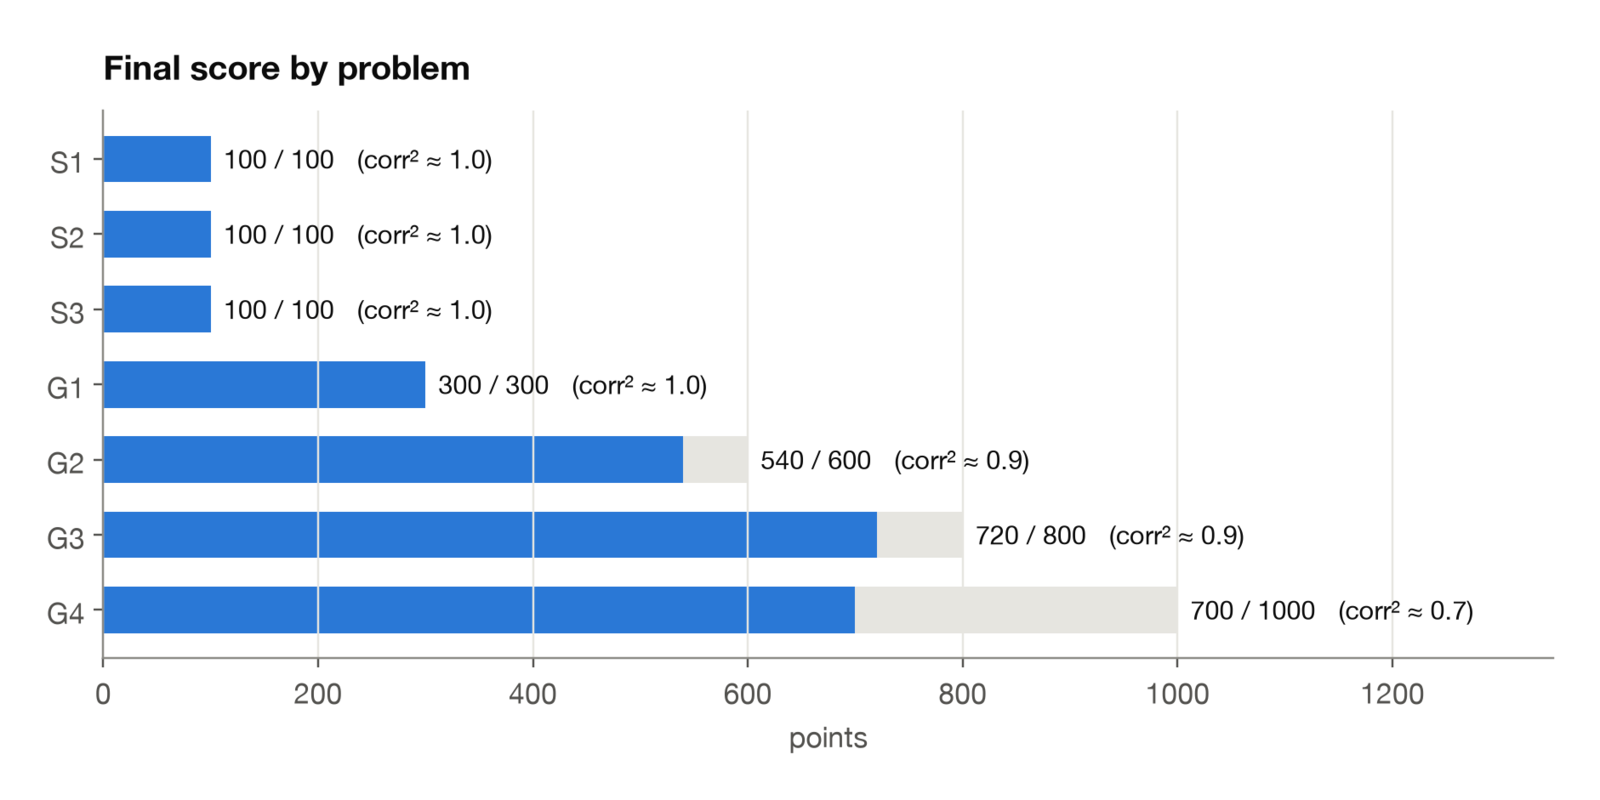 Final score by problem
S1 100 / 100 (corr² ≈ 1.0)
S2 100 / 100 (corr² ≈ 1.0)
S3 100 / 100 (corr² ≈ 1.0)
G1 300 / 300 (corr² ≈ 1.0)
G2 540 / 600 (corr² ≈ 0.9)
G3 720 / 800 (corr² ≈ 0.9)
G4 700 / 1000 (corr² ≈ 0.7)
0 200 400 600 800 1000 1200
points